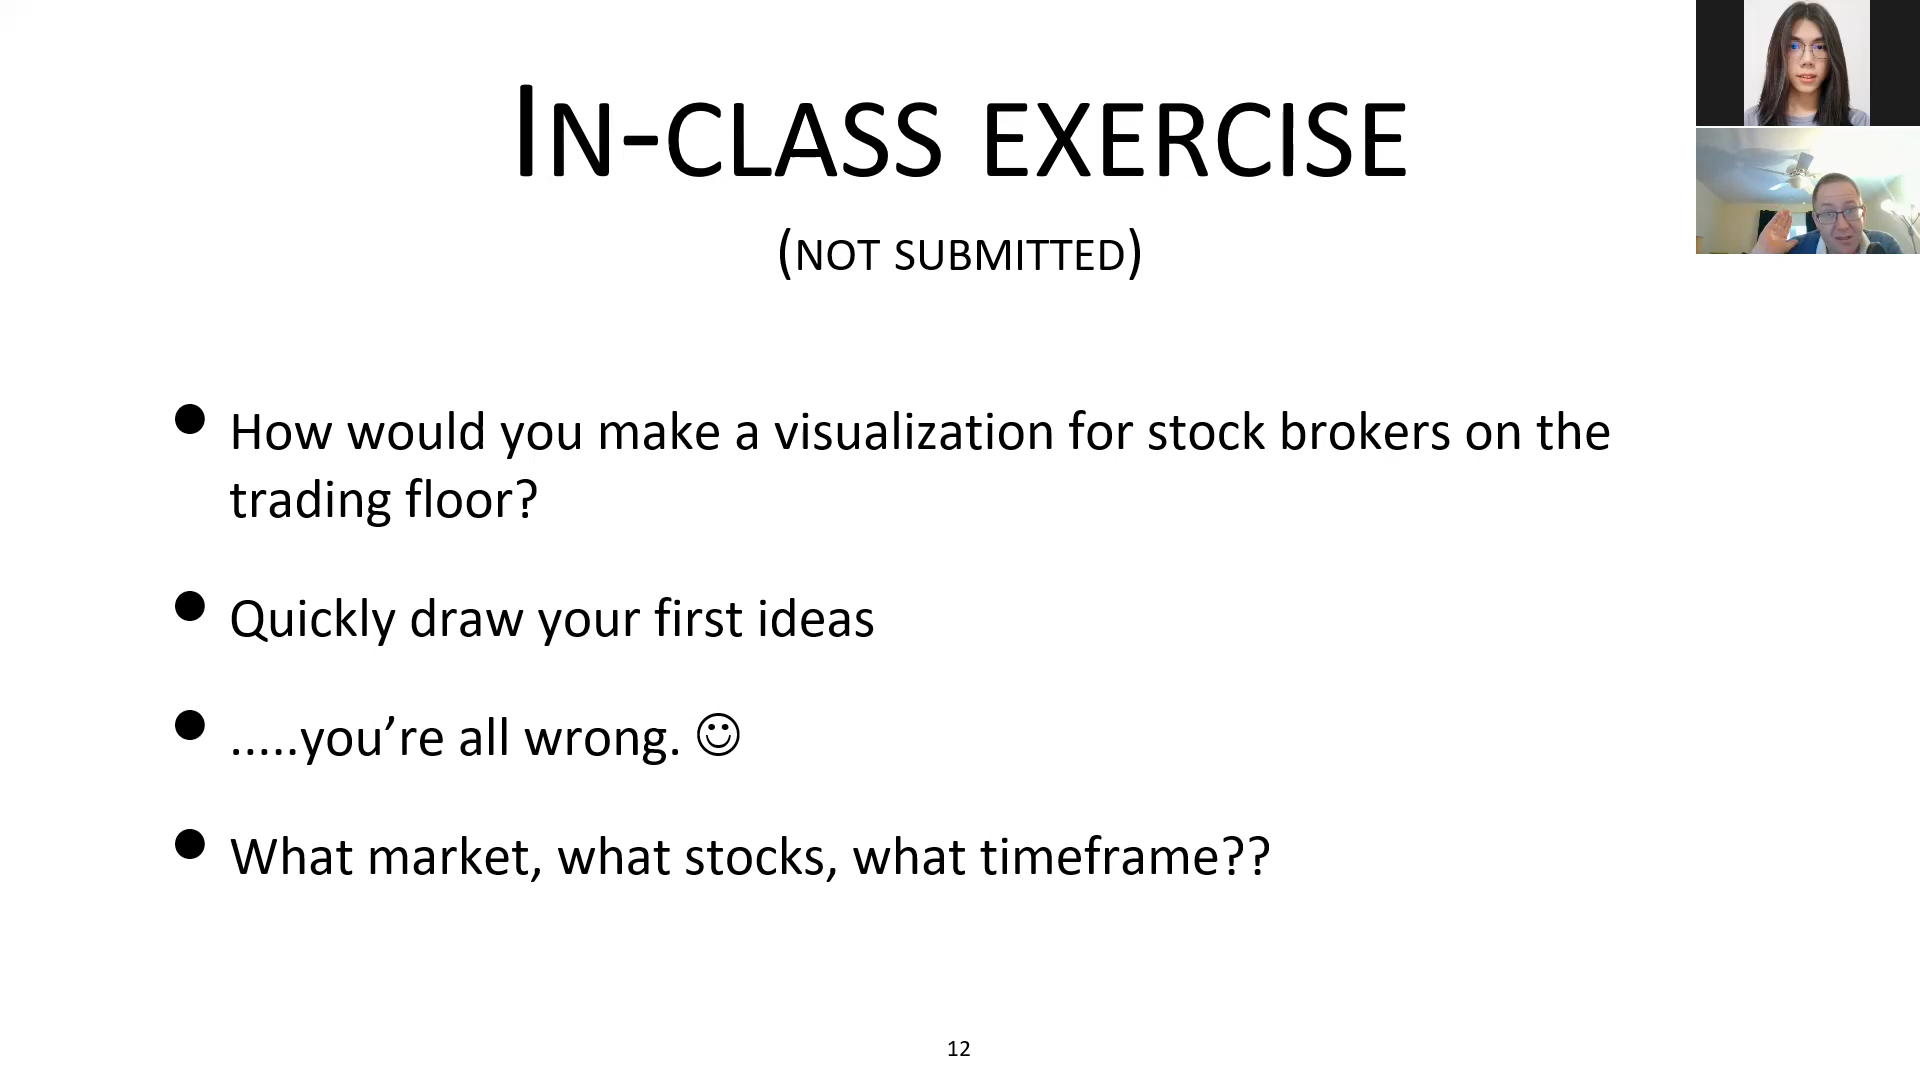 IN-CLASS EXERCISE
(NOT SUBMITTED)
• How would you make a visualization for stock brokers on the
trading floor?
• Quickly draw your first ideas
• .....you’re all wrong. ☺
• What market, what stocks, what timeframe??
12